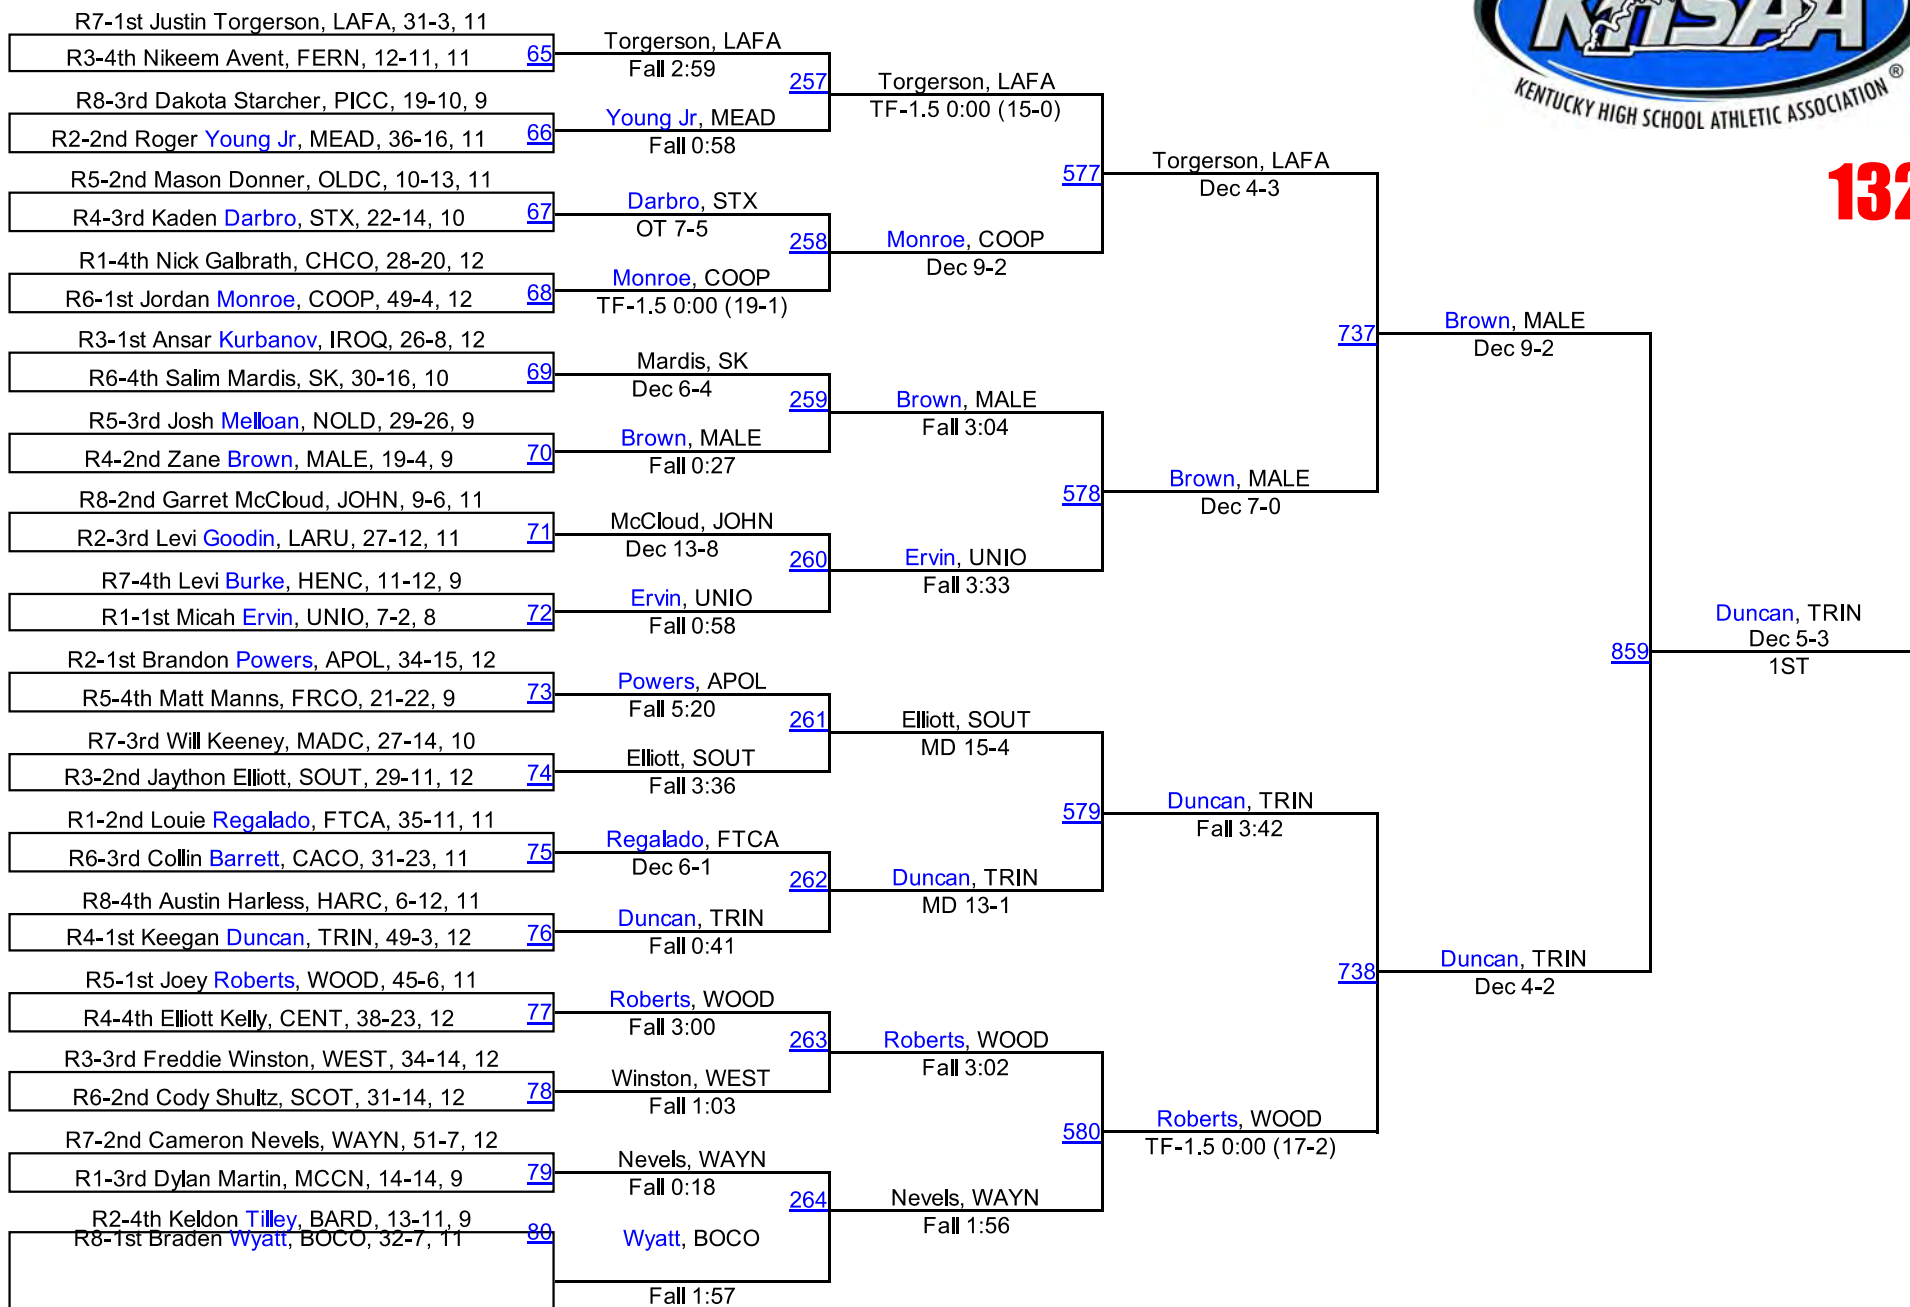 KHSAA
KENTUCKY HIGH SCHOOL ATHLETIC ASSOCIATION ®
132
R7-1st Justin Torgerson, LAFA, 31-3, 11
R3-4th Nikeem Avent, FERN, 12-11, 11
65
R8-3rd Dakota Starcher, PICC, 19-10, 9
R2-2nd Roger Young Jr, MEAD, 36-16, 11
66
R5-2nd Mason Donner, OLDC, 10-13, 11
R4-3rd Kaden Darbro, STX, 22-14, 10
67
R1-4th Nick Galbrath, CHCO, 28-20, 12
R6-1st Jordan Monroe, COOP, 49-4, 12
68
R3-1st Ansar Kurbanov, IROQ, 26-8, 12
R6-4th Salim Mardis, SK, 30-16, 10
69
R5-3rd Josh Melloan, NOLD, 29-26, 9
R4-2nd Zane Brown, MALE, 19-4, 9
70
R8-2nd Garret McCloud, JOHN, 9-6, 11
R2-3rd Levi Goodin, LARU, 27-12, 11
71
R7-4th Levi Burke, HENC, 11-12, 9
R1-1st Micah Ervin, UNIO, 7-2, 8
72
R2-1st Brandon Powers, APOL, 34-15, 12
R5-4th Matt Manns, FRCO, 21-22, 9
73
R7-3rd Will Keeney, MADC, 27-14, 10
R3-2nd Jaython Elliott, SOUT, 29-11, 12
74
R1-2nd Louie Regalado, FTCA, 35-11, 11
R6-3rd Collin Barrett, CACO, 31-23, 11
75
R8-4th Austin Harless, HARC, 6-12, 11
R4-1st Keegan Duncan, TRIN, 49-3, 12
76
R5-1st Joey Roberts, WOOD, 45-6, 11
R4-4th Elliott Kelly, CENT, 38-23, 12
77
R3-3rd Freddie Winston, WEST, 34-14, 12
R6-2nd Cody Shultz, SCOT, 31-14, 12
78
R7-2nd Cameron Nevels, WAYN, 51-7, 12
R1-3rd Dylan Martin, MCCN, 14-14, 9
79
R2-4th Keldon Tilley, BARD, 13-11, 9
R8-1st Braden Wyatt, BOCO, 32-7, 11
80
Torgerson, LAFA
Fall 2:59
257
Young Jr, MEAD
Fall 0:58
Darbro, STX
OT 7-5
258
Monroe, COOP
TF-1.5 0:00 (19-1)
Mardis, SK
Dec 6-4
259
Brown, MALE
Fall 0:27
McCloud, JOHN
Dec 13-8
260
Ervin, UNIO
Fall 0:58
Powers, APOL
Fall 5:20
261
Elliott, SOUT
Fall 3:36
Regalado, FTCA
Dec 6-1
262
Duncan, TRIN
Fall 0:41
Roberts, WOOD
Fall 3:00
263
Winston, WEST
Fall 1:03
Nevels, WAYN
Fall 0:18
264
Wyatt, BOCO
Fall 1:57
Torgerson, LAFA
TF-1.5 0:00 (15-0)
577
Monroe, COOP
Dec 9-2
Brown, MALE
Fall 3:04
578
Ervin, UNIO
Fall 3:33
Elliott, SOUT
MD 15-4
579
Duncan, TRIN
MD 13-1
Roberts, WOOD
Fall 3:02
580
Nevels, WAYN
Fall 1:56
Torgerson, LAFA
Dec 4-3
737
Brown, MALE
Dec 7-0
Duncan, TRIN
Fall 3:42
738
Roberts, WOOD
TF-1.5 0:00 (17-2)
Brown, MALE
Dec 9-2
859
Duncan, TRIN
Dec 4-2
Duncan, TRIN
Dec 5-3
1ST